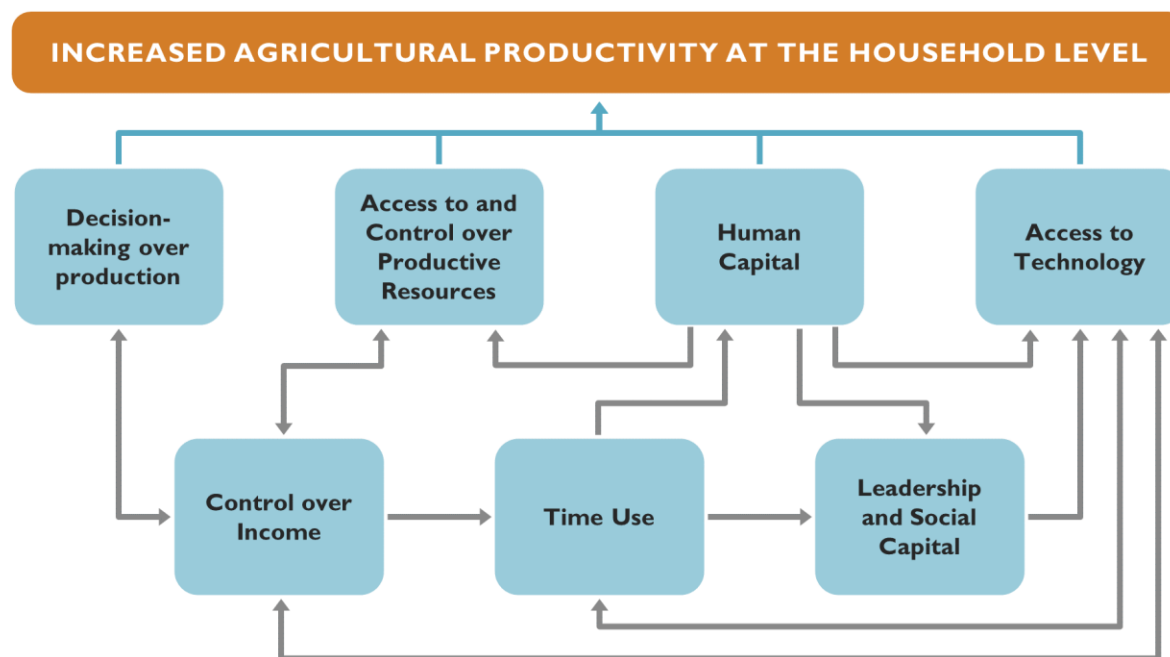 INCREASED AGRICULTURAL PRODUCTIVITY AT THE HOUSEHOLD LEVEL
Decision-
making over
production
Access to and
Control over
Productive
Resources
Human
Capital
Access to
Technology
Control over
Income
Time Use
Leadership
and Social
Capital